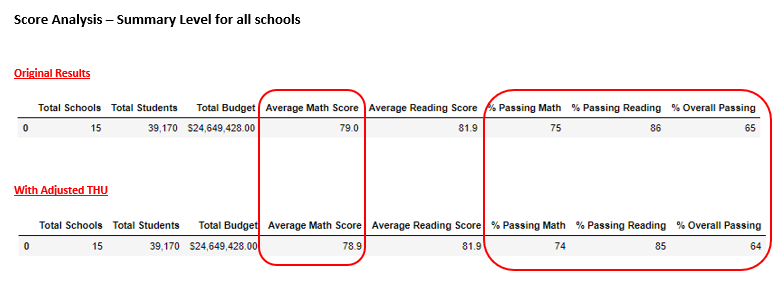 Score Analysis – Summary Level for all schools
Original Results
Total Schools Total Students Total Budget Average Math Score Average Reading Score % Passing Math % Passing Reading % Overall Passing
0 15 39,170 $24,649,428.00 79.0 81.9 75 86 65
With Adjusted THU
Total Schools Total Students Total Budget Average Math Score Average Reading Score % Passing Math % Passing Reading % Overall Passing
0 15 39,170 $24,649,428.00 78.9 81.9 74 85 64